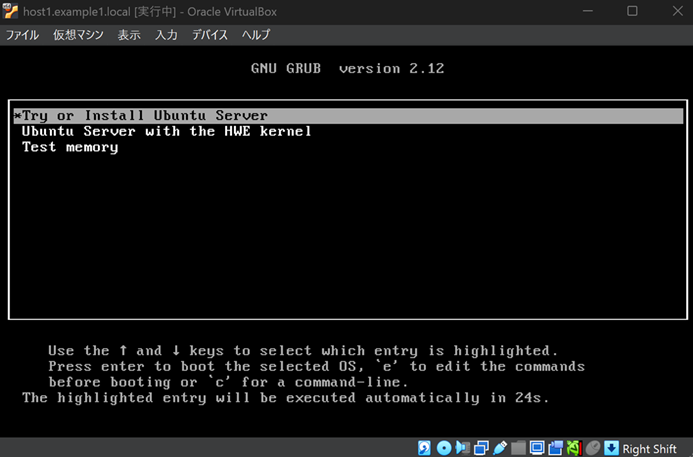 host1.example1.local [実行中] - Oracle VirtualBox
ファイル 仮想マシン 表示 入力 デバイス ヘルプ
GNU GRUB version 2.12
*Try or Install Ubuntu Server
Ubuntu Server with the HWE kernel
Test memory
Use the ↑ and ↓ keys to select which entry is highlighted.
Press enter to boot the selected OS, `e' to edit the commands
before booting or `c' for a command-line.
The highlighted entry will be executed automatically in 24s.
Right Shift